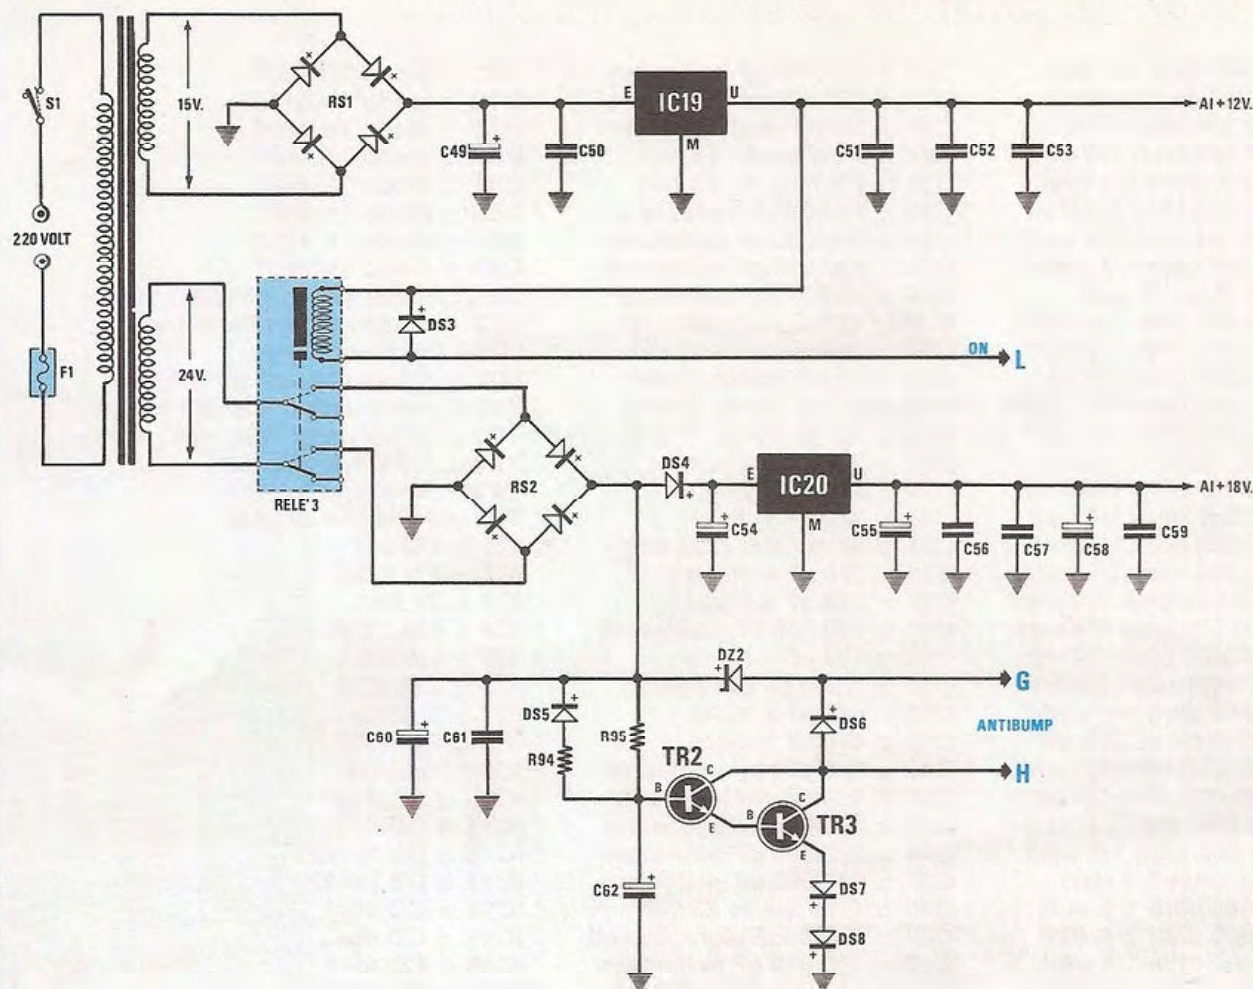 S1
15V.
RS1
E
IC19
U
M
AI + 12V.
C49
+
C50
C51
C52
C53
220 VOLT
F1
24V.
+
DS3
ON
L
RELE' 3
RS2
DS4
+
E
IC20
U
M
AI + 18V.
C54
+
C55
+
C56
C57
C58
+
C59
DZ2
+
G
C60
+
C61
DS5
+
R94
R95
DS6
+
ANTIBUMP
H
TR2
C
B
E
TR3
C
B
E
C62
+
DS7
+
DS8
+